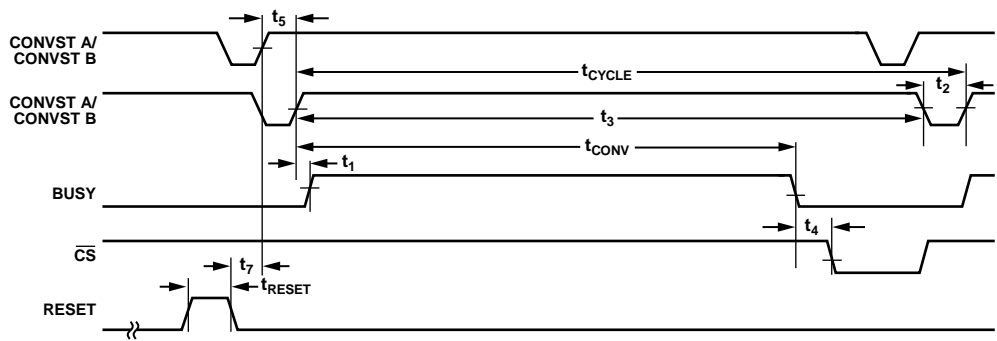 t5
CONVST A/
CONVST B
tCYCLE
t2
CONVST A/
CONVST B
t3
tCONV
t1
BUSY
t4
CS
t7
tRESET
RESET